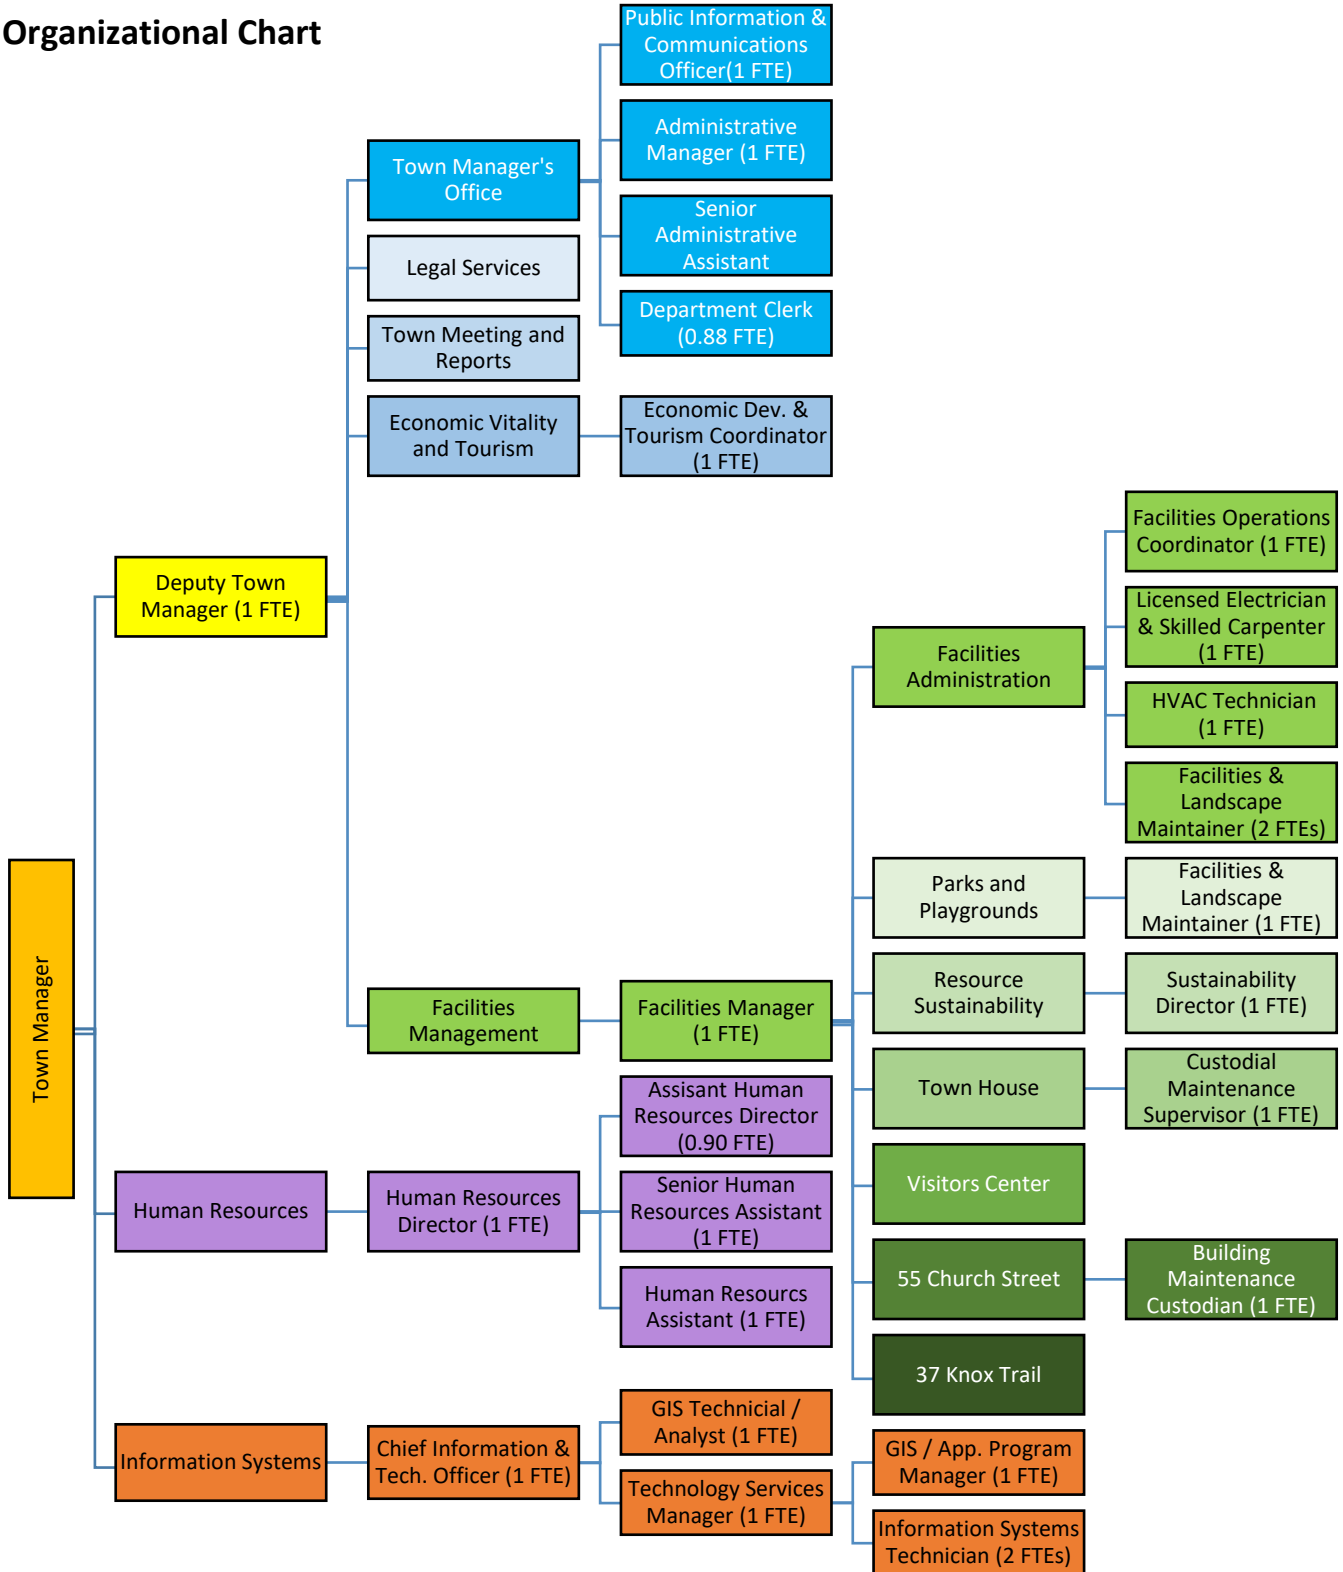 Organizational Chart
Public Information &
Communications
Officer(1 FTE)
Administrative
Manager (1 FTE)
Town Manager's
Office
Senior
Administrative
Assistant
Legal Services
Department Clerk
(0.88 FTE)
Town Meeting and
Reports
Economic Vitality
and Tourism
Economic Dev. &
Tourism Coordinator
(1 FTE)
Deputy Town
Manager (1 FTE)
Facilities Operations
Coordinator (1 FTE)
Licensed Electrician
& Skilled Carpenter
(1 FTE)
Facilities
Administration
HVAC Technician
(1 FTE)
Facilities &
Landscape
Maintainer (2 FTEs)
Town Manager
Parks and
Playgrounds
Facilities &
Landscape
Maintainer (1 FTE)
Resource
Sustainability
Sustainability
Director (1 FTE)
Facilities
Management
Facilities Manager
(1 FTE)
Town House
Custodial
Maintenance
Supervisor (1 FTE)
Assisant Human
Resources Director
(0.90 FTE)
Visitors Center
Human Resources
Human Resources
Director (1 FTE)
Senior Human
Resources Assistant
(1 FTE)
55 Church Street
Building
Maintenance
Custodian (1 FTE)
Human Resourcs
Assistant (1 FTE)
37 Knox Trail
Information Systems
Chief Information &
Tech. Officer (1 FTE)
GIS Technicial /
Analyst (1 FTE)
Technology Services
Manager (1 FTE)
GIS / App. Program
Manager (1 FTE)
Information Systems
Technician (2 FTEs)